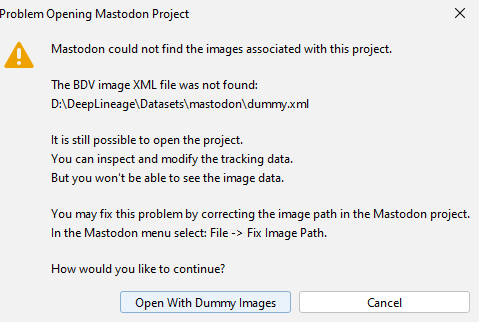 Problem Opening Mastodon Project
Mastodon could not find the images associated with this project.
The BDV image XML file was not found:
D:\DeepLineage\Datasets\mastodon\dummy.xml
It is still possible to open the project.
You can inspect and modify the tracking data.
But you won't be able to see the image data.
You may fix this problem by correcting the image path in the Mastodon project.
In the Mastodon menu select: File -> Fix Image Path.
How would you like to continue?
Open With Dummy Images
Cancel